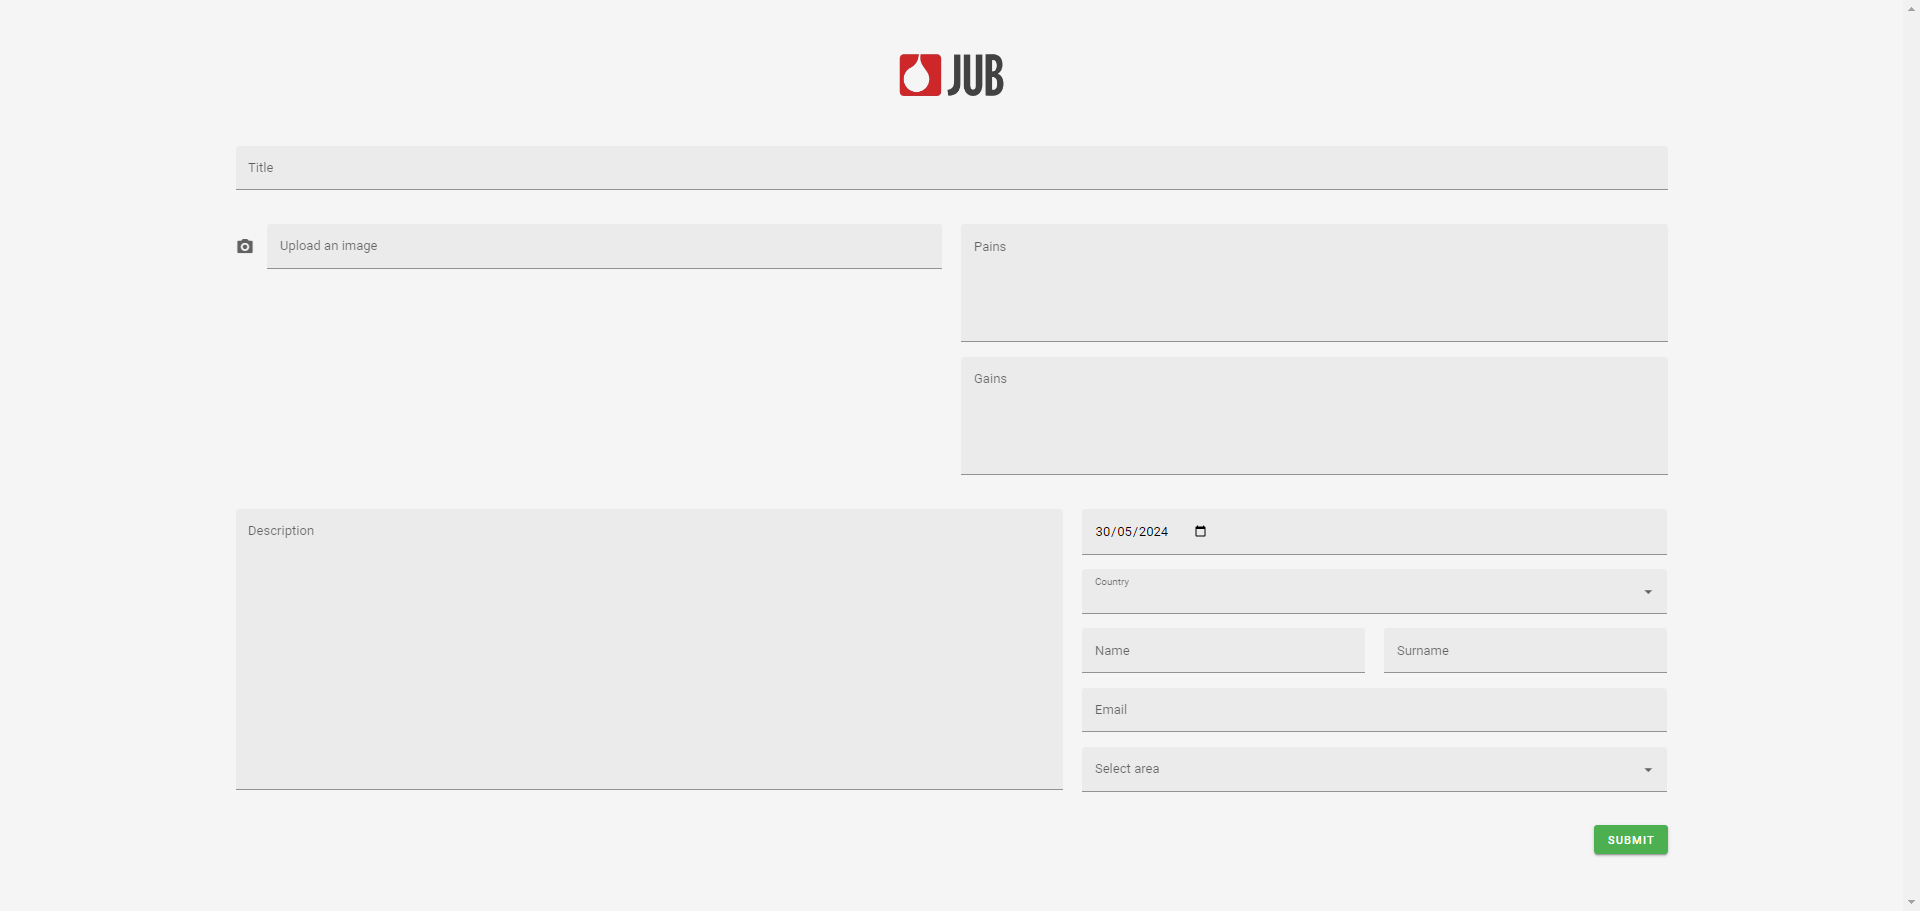 JUB
Title
Upload an image
Pains
Gains
Description
30/05/2024
Country
Name
Surname
Email
Select area
SUBMIT